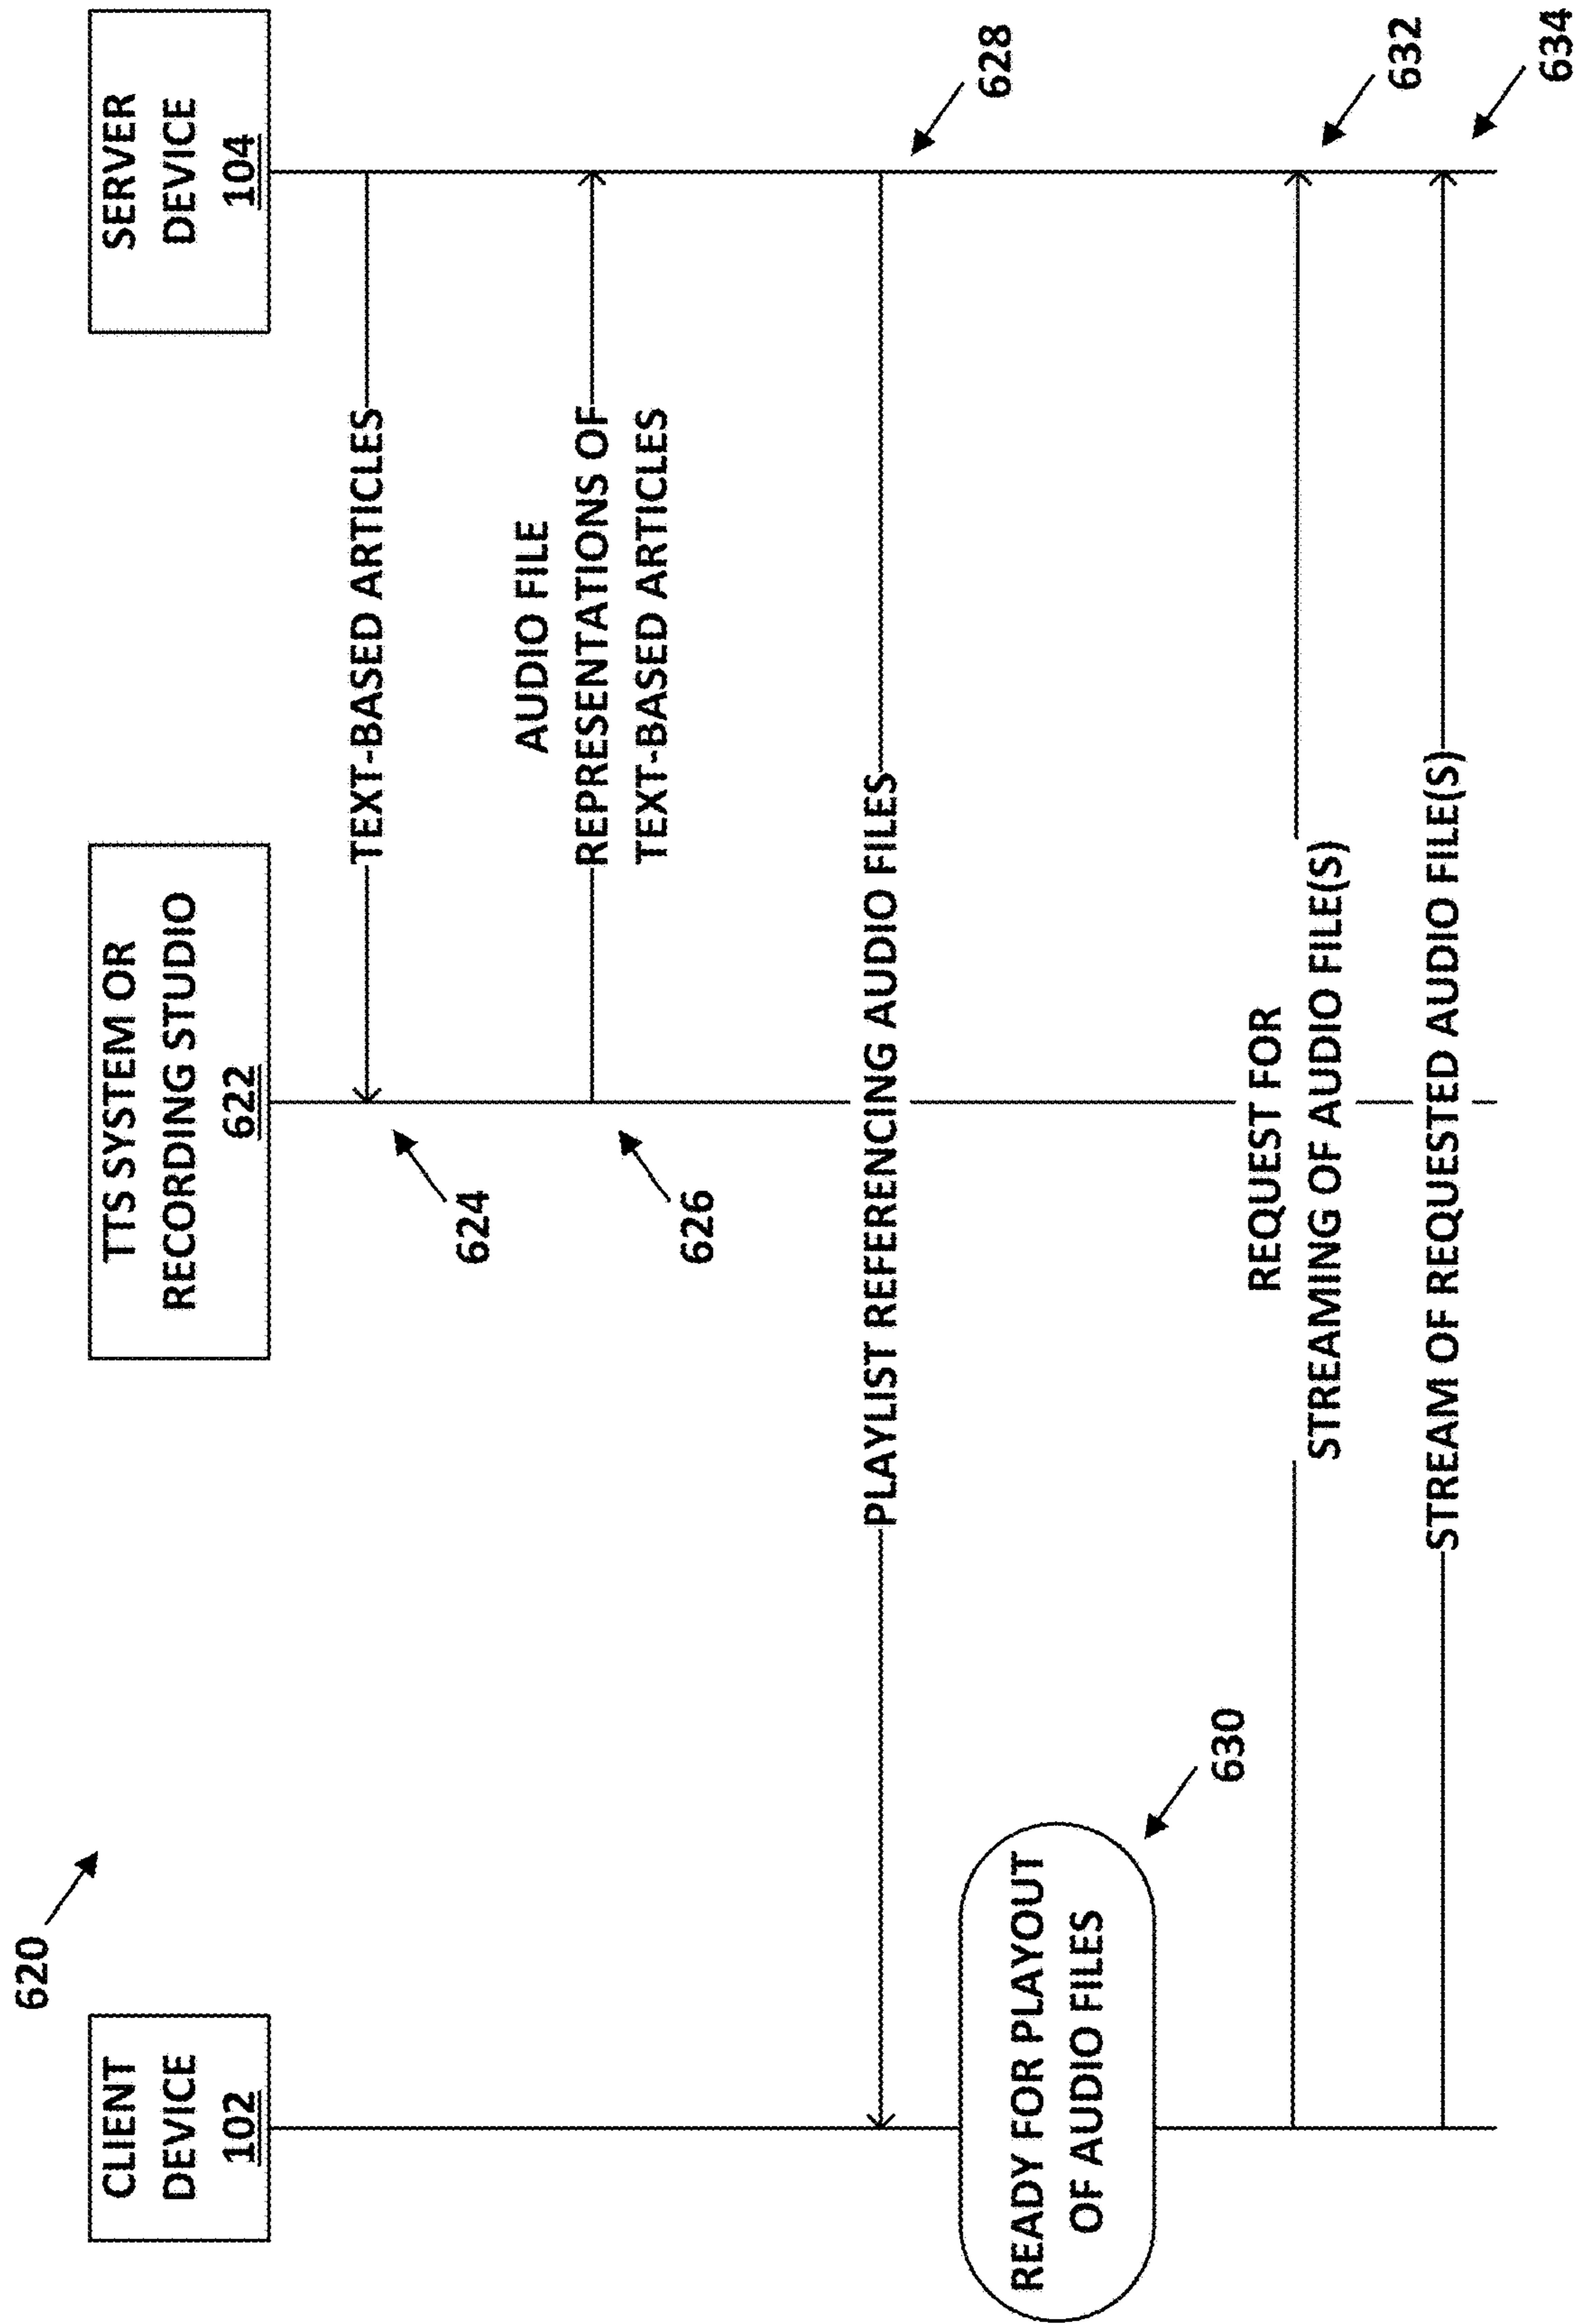 620
CLIENT
DEVICE
102
TTS SYSTEM OR
RECORDING STUDIO
622
SERVER
DEVICE
104
TEXT-BASED ARTICLES
624
AUDIO FILE
REPRESENTATIONS OF
TEXT-BASED ARTICLES
626
PLAYLIST REFERENCING AUDIO FILES
628
READY FOR PLAYOUT
OF AUDIO FILES
630
REQUEST FOR
STREAMING OF AUDIO FILE(S)
632
STREAM OF REQUESTED AUDIO FILE(S)
634